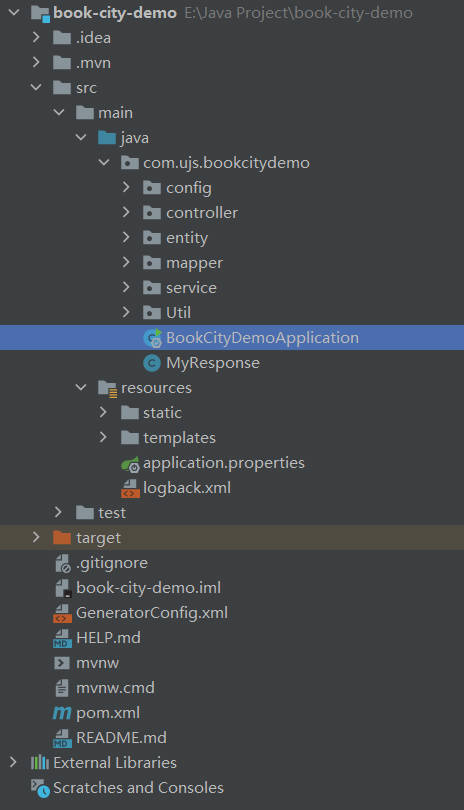 book-city-demo E:\Java Project\book-city-demo
.idea
.mvn
src
main
java
com.ujs.bookcitydemo
config
controller
entity
mapper
service
Util
BookCityDemoApplication
MyResponse
resources
static
templates
application.properties
logback.xml
test
target
.gitignore
book-city-demo.iml
GeneratorConfig.xml
HELP.md
mvnw
mvnw.cmd
pom.xml
README.md
External Libraries
Scratches and Consoles